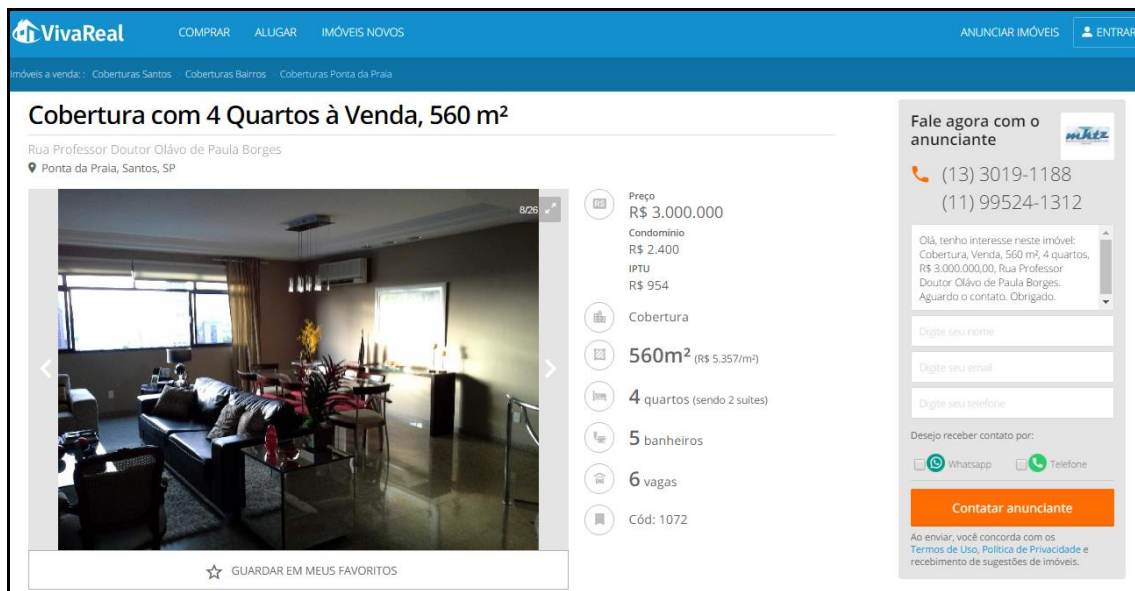 VivaReal
COMPRAR ALUGAR IMÓVEIS NOVOS
ANUNCIAR IMÓVEIS ENTRAR
Imóveis a venda: : Coberturas Santos Coberturas Bairros Coberturas Ponta da Praia
Cobertura com 4 Quartos à Venda, 560 m²
Rua Professor Doutor Olávo de Paula Borges
Ponta da Praia, Santos, SP
8/26
Preço
R$ 3.000.000
Condomínio
R$ 2.400
IPTU
R$ 954
Cobertura
560m² (R$ 5.357/m²)
4 quartos (sendo 2 suítes)
5 banheiros
6 vagas
Cód: 1072
GUARDAR EM MEUS FAVORITOS
Fale agora com o
anunciante
(13) 3019-1188
(11) 99524-1312
Olá, tenho interesse neste imóvel:
Cobertura, Venda, 560 m², 4 quartos,
R$ 3.000.000,00, Rua Professor
Doutor Olávo de Paula Borges.
Aguardo o contato. Obrigado.
Digite seu nome
Digite seu email
Digite seu telefone
Desejo receber contato por:
Whatsapp Telefone
Contatar anunciante
Ao enviar, você concorda com os
Termos de Uso, Política de Privacidade e
recebimento de sugestões de imóveis.